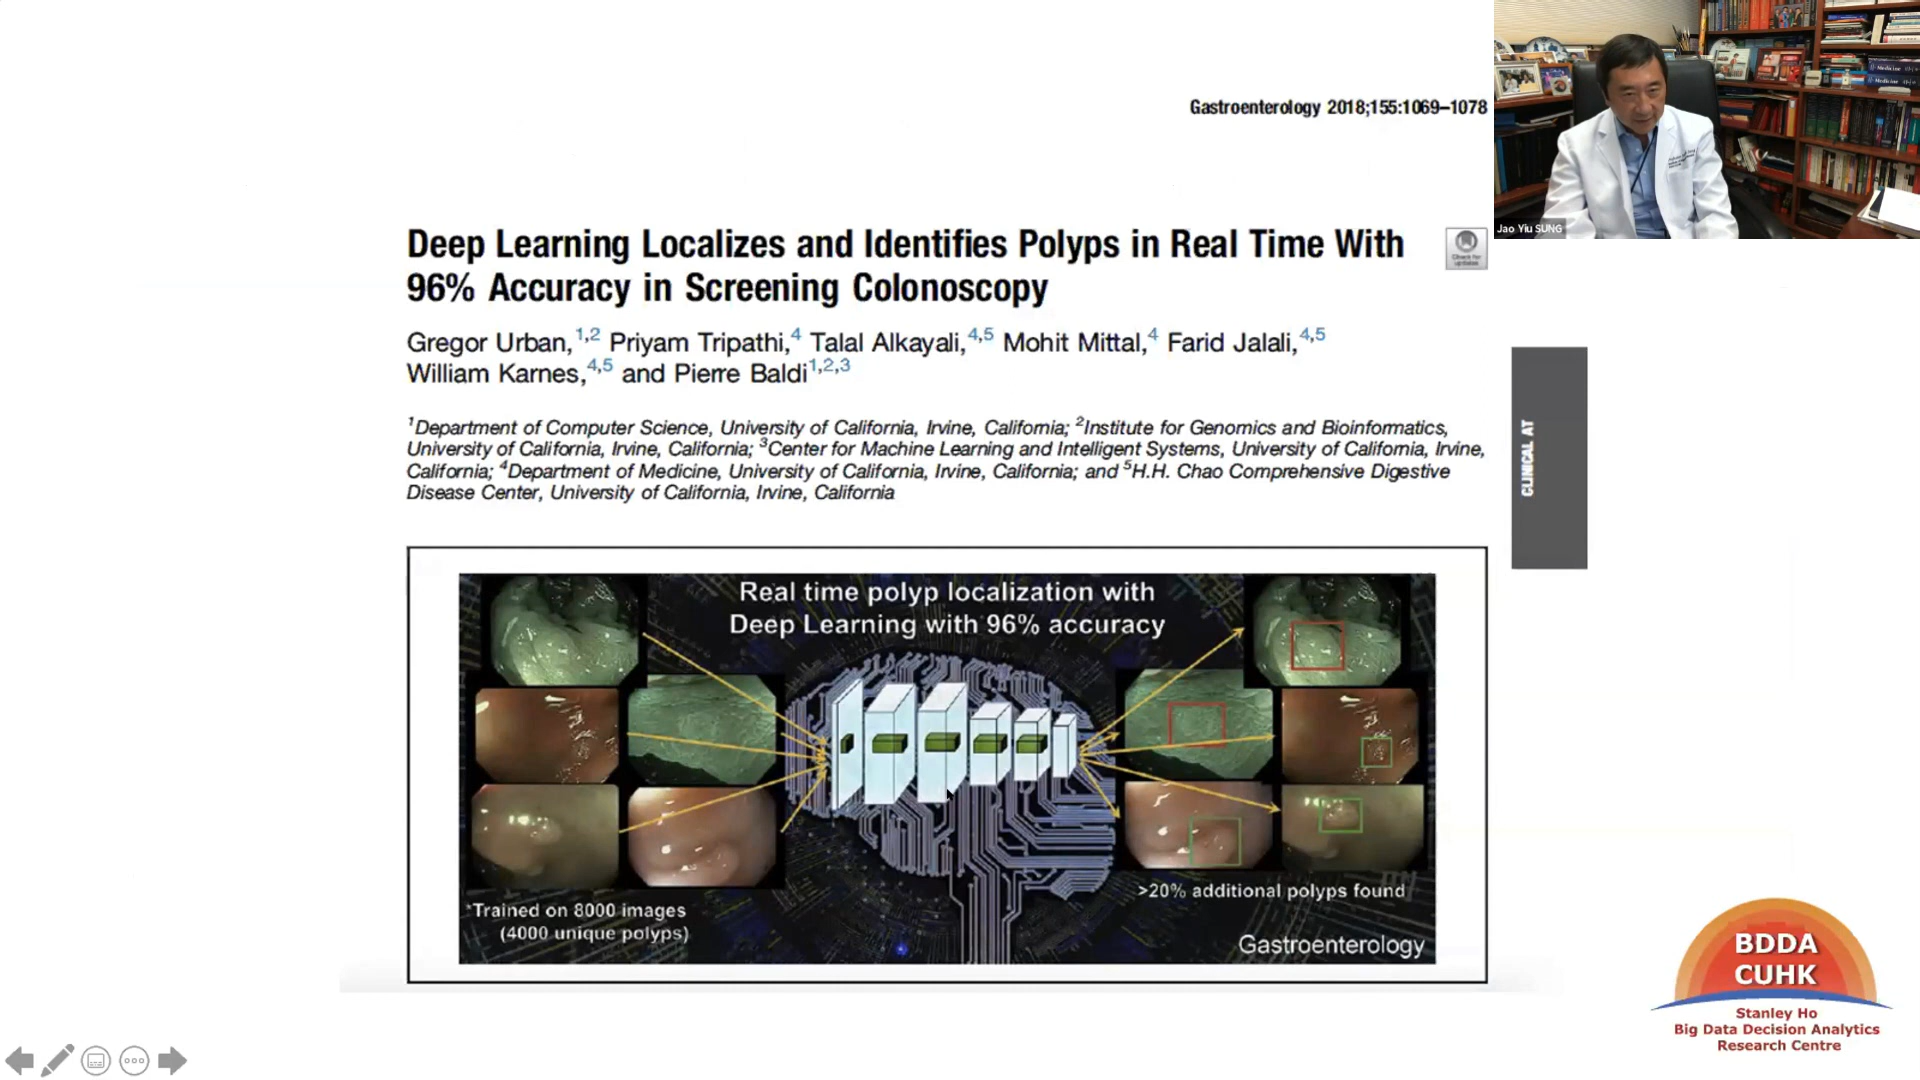 Gastroenterology 2018;155:1069–1078
Jao Yiu SUNG
Deep Learning Localizes and Identifies Polyps in Real Time With
96% Accuracy in Screening Colonoscopy
Check for
updates
Gregor Urban,1,2 Priyam Tripathi,4 Talal Alkayali,4,5 Mohit Mittal,4 Farid Jalali,4,5
William Karnes,4,5 and Pierre Baldi1,2,3
1Department of Computer Science, University of California, Irvine, California; 2Institute for Genomics and Bioinformatics,
University of California, Irvine, California; 3Center for Machine Learning and Intelligent Systems, University of California, Irvine,
California; 4Department of Medicine, University of California, Irvine, California; and 5H.H. Chao Comprehensive Digestive
Disease Center, University of California, Irvine, California
CLINICAL AT
Real time polyp localization with
Deep Learning with 96% accuracy
>20% additional polyps found
*Trained on 8000 images
(4000 unique polyps)
Gastroenterology
BDDA
CUHK
Stanley Ho
Big Data Decision Analytics
Research Centre